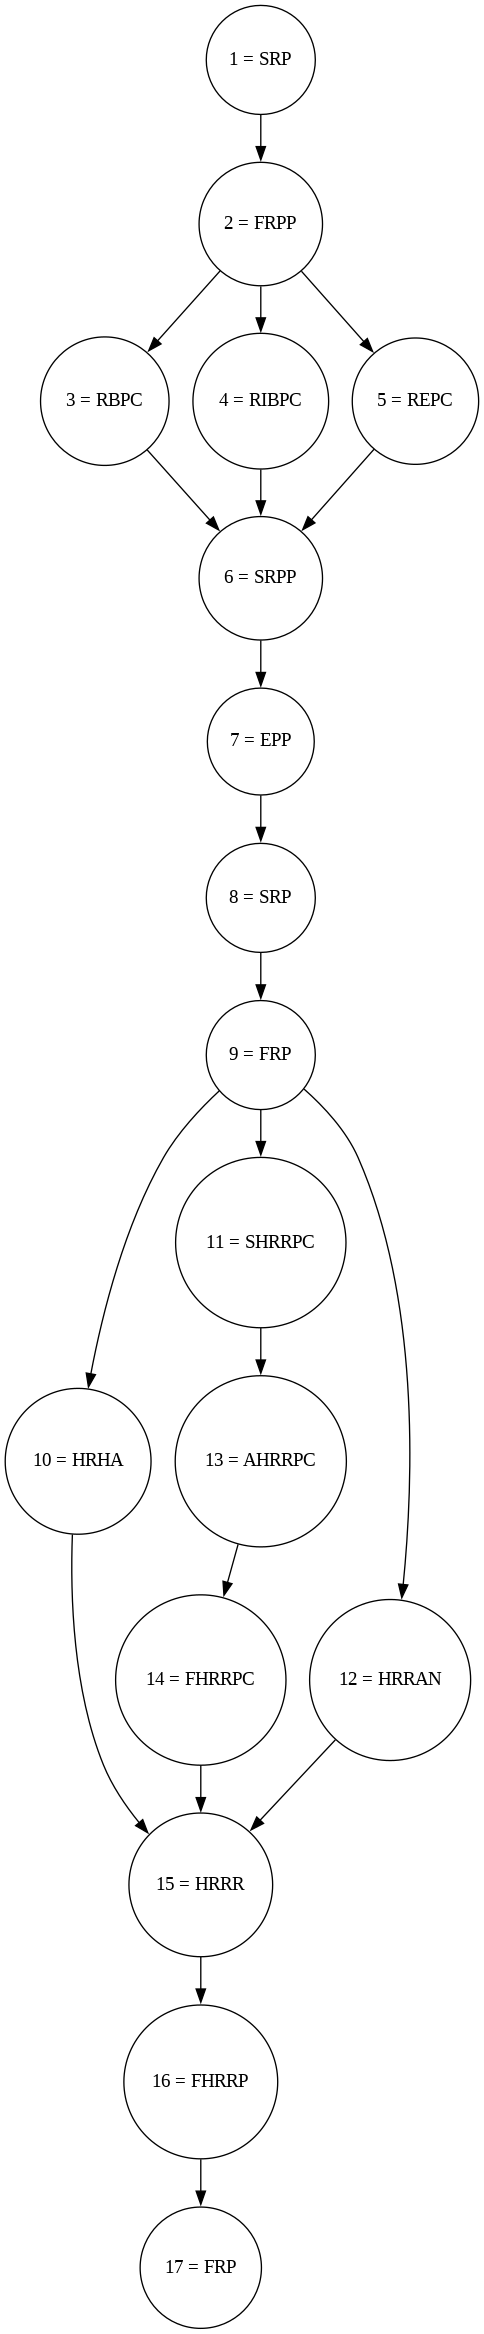 1 = SRP
2 = FRPP
3 = RBPC
4 = RIBPC
5 = REPC
6 = SRPP
7 = EPP
8 = SRP
9 = FRP
11 = SHRRPC
10 = HRHA
13 = AHRRPC
14 = FHRRPC
12 = HRRAN
15 = HRRR
16 = FHRRP
17 = FRP